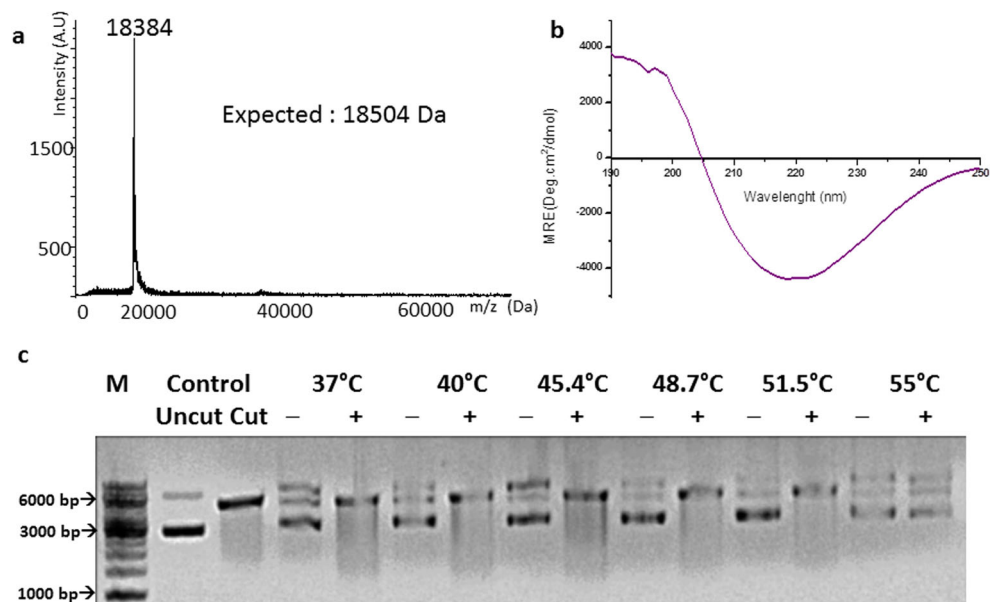 a
18384
Intensity (A.U)
Expected : 18504 Da
1500
500
0 20000 40000 60000 m/z (Da)
b
4000
2000
0
-2000
-4000
190 200 210 220 230 240 250
Wavelenght (nm)
MRE(Deg.cm²/dmol)
c
M Control 37°C 40°C 45.4°C 48.7°C 51.5°C 55°C
Uncut Cut − + − + − + − + − + − +
6000 bp→
3000 bp→
1000 bp→